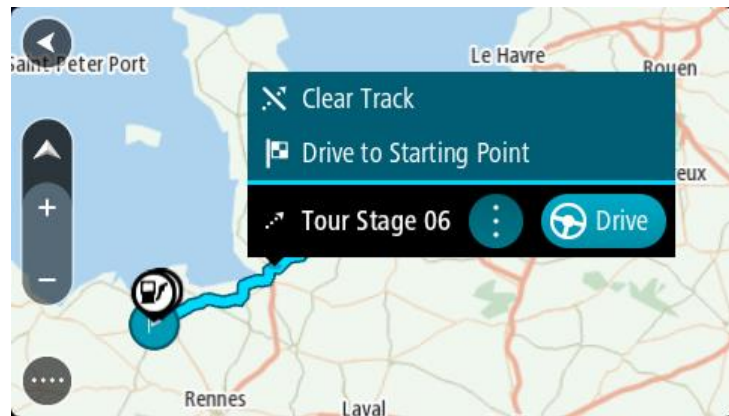 Saint Peter Port
Le Havre
Rouen
Clear Track
Drive to Starting Point
eux
Tour Stage 06
Drive
+
−
Rennes
Laval